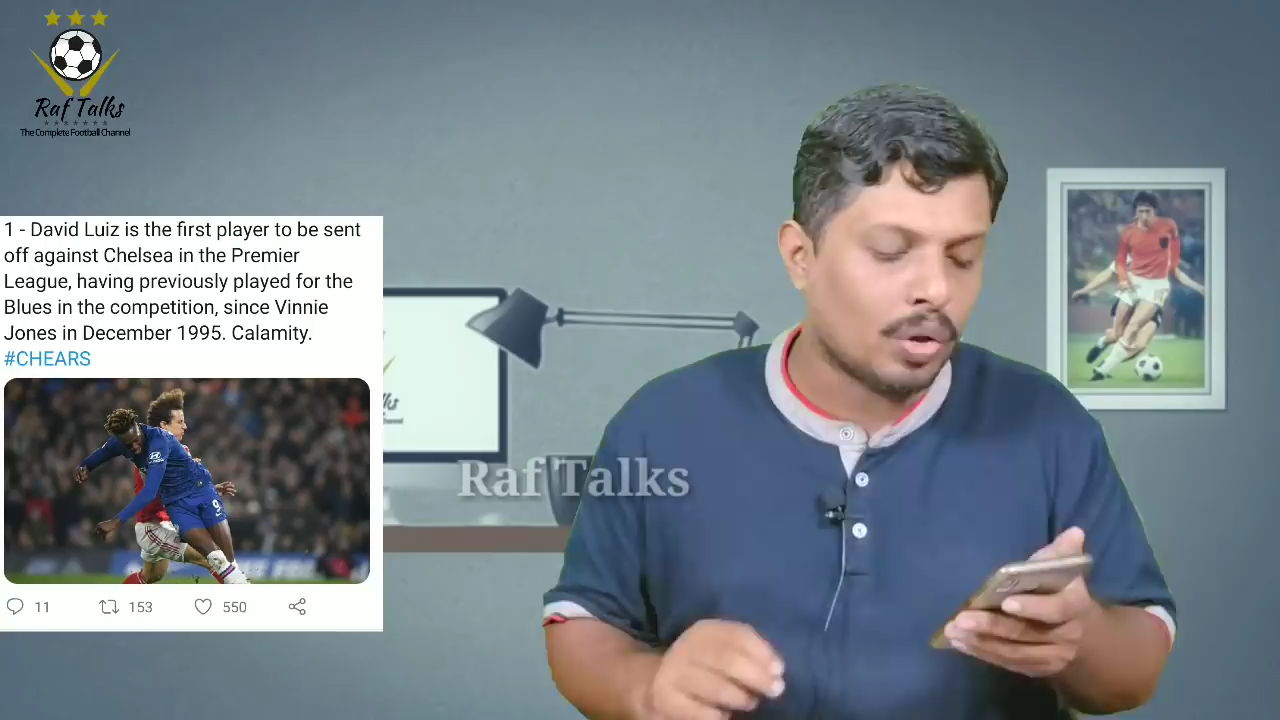 Raf Talks
The Complete Football Channel
1 - David Luiz is the first player to be sent
off against Chelsea in the Premier
League, having previously played for the
Blues in the competition, since Vinnie
Jones in December 1995. Calamity.
#CHEARS
9
11 153 550
Raf Talks